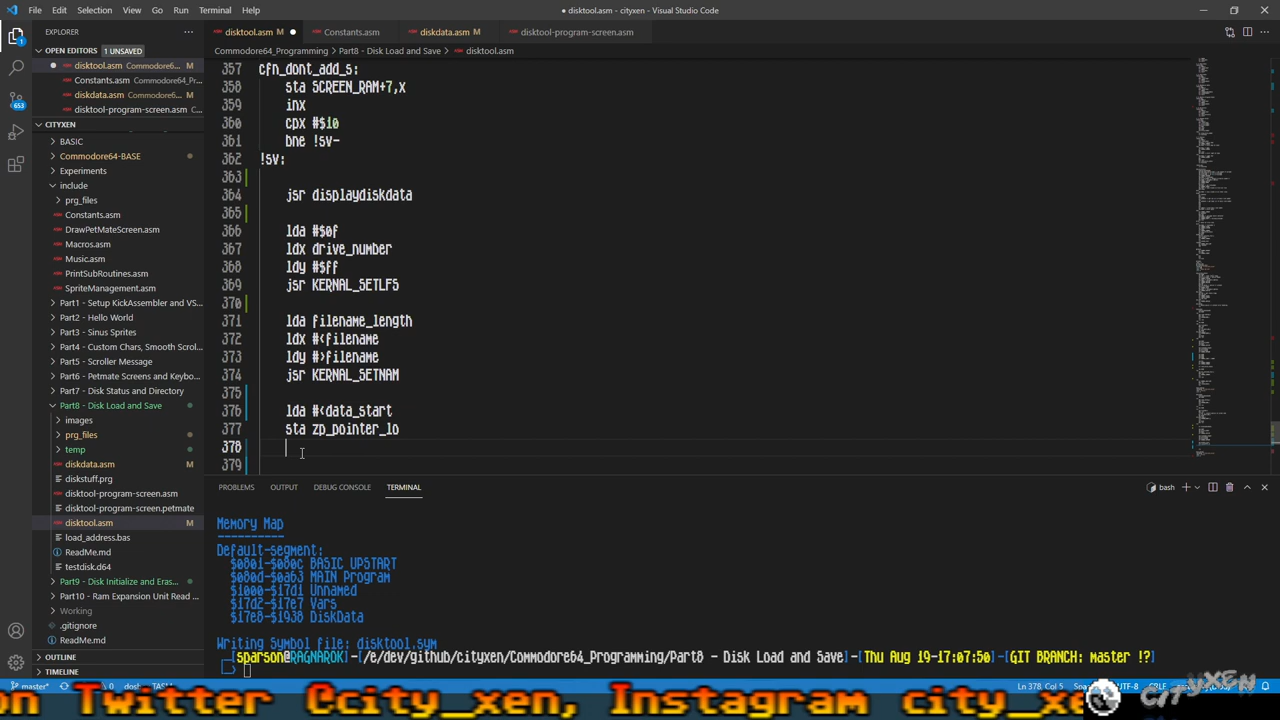 File Edit Selection View Go Run Terminal Help
● disktool.asm - cityxen - Visual Studio Code
EXPLORER
disktool.asm M ●
Constants.asm
diskdata.asm M
disktool-program-screen.asm
OPEN EDITORS 1 UNSAVED
Commodore64_Programming > Part8 - Disk Load and Save > disktool.asm
disktool.asm Commodore6... M
Constants.asm Commodore64_P...
diskdata.asm Commodore6... M
disktool-program-screen.asm
653
CITYXEN
BASIC
Commodore64-BASE
Experiments
include
prg_files
Constants.asm
DrawPetMateScreen.asm
Macros.asm
Music.asm
PrintSubRoutines.asm
SpriteManagement.asm
Part1 - Setup KickAssembler and VS...
Part2 - Hello World
Part3 - Sinus Sprites
Part4 - Custom Chars, Smooth Scrol...
Part5 - Scroller Message
Part6 - Petmate Screens and Keybo...
Part7 - Disk Status and Directory
Part8 - Disk Load and Save
images
prg_files
temp
diskdata.asm M
diskstuff.prg
disktool-program-screen.asm
disktool-program-screen.petmate
disktool.asm M
load_address.bas
ReadMe.md
testdisk.d64
Part9 - Disk Initialize and Eras...
Part10 - Ram Expansion Unit Read ...
Working
.gitignore
ReadMe.md
OUTLINE
TIMELINE
357 cfn_dont_add_s:
358 sta SCREEN_RAM+7,x
359 inx
360 cpx #$10
361 bne !sv-
362 !sv:
363
364 jsr displaydiskdata
365
366 lda #$0f
367 ldx drive_number
368 ldy #$ff
369 jsr KERNAL_SETLFS
370
371 lda filename_length
372 ldx #<filename
373 ldy #>filename
374 jsr KERNAL_SETNAM
375
376 lda #<data_start
377 sta zp_pointer_lo
378
379
PROBLEMS OUTPUT DEBUG CONSOLE TERMINAL
bash
Memory Map
----------
Default-segment:
$0801-$080c BASIC UPSTART
$080d-$0a63 MAIN Program
$1000-$17d1 Unnamed
$17d2-$17e7 Vars
$17e8-$1938 DiskData
Writing Symbol file: disktool.sym
[sparson@RAGNAROK]-[/e/dev/github/cityxen/Commodore64_Programming/Part8 - Disk Load and Save]-[Thu Aug 19-17:07:50]-[GIT BRANCH: master !?]
master* Ln 378, Col 5 UTF-8 CRLF
on Twitter @city_xen, Instagram city_xe
CITYXEN